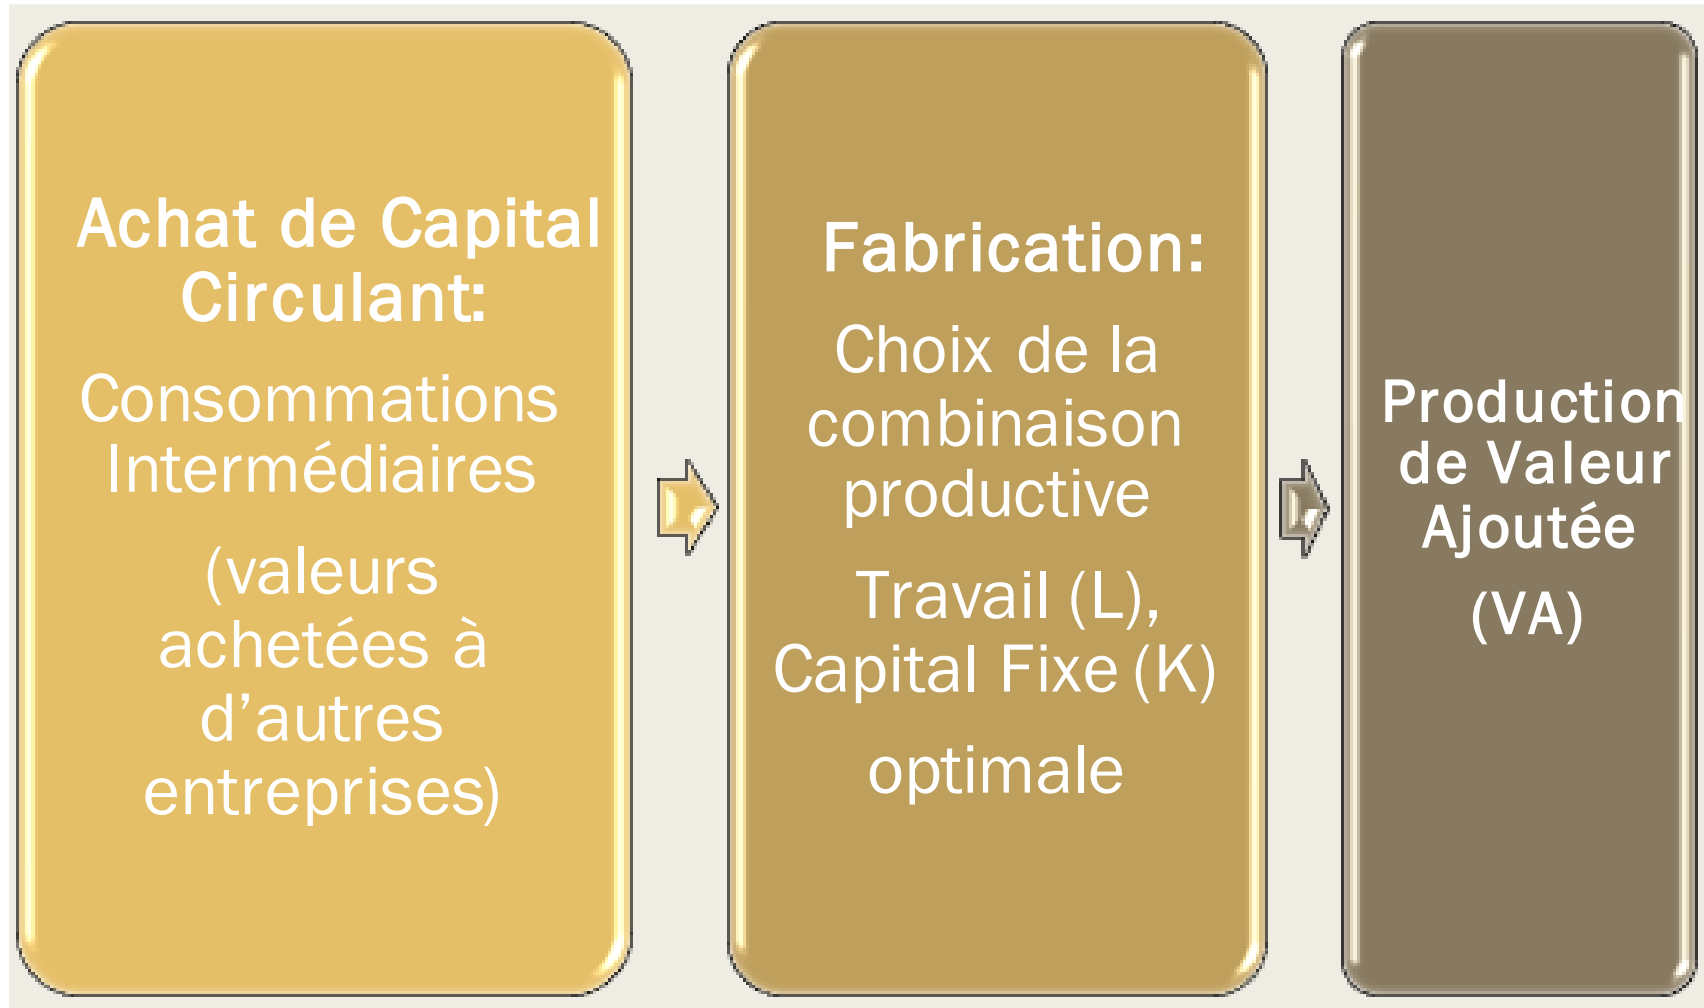 Achat de Capital
Circulant:
Consommations
Intermédiaires
(valeurs
achetées à
d’autres
entreprises)
Fabrication:
Choix de la
combinaison
productive
Travail (L),
Capital Fixe (K)
optimale
Production
de Valeur
Ajoutée
(VA)